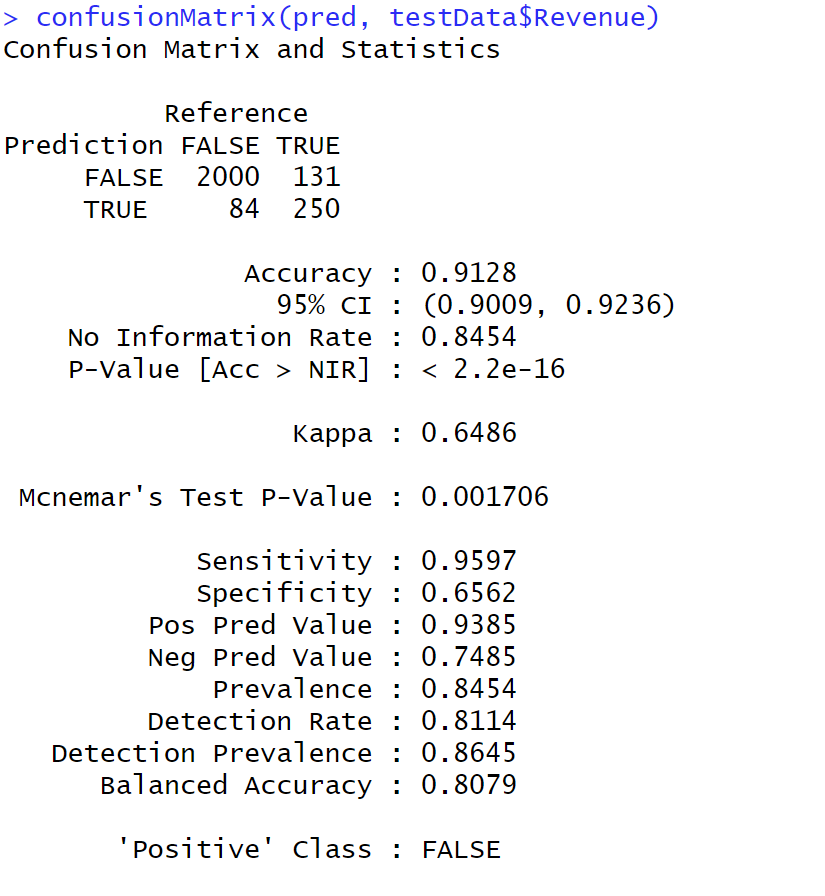 > confusionMatrix(pred, testData$Revenue)
Confusion Matrix and Statistics
Reference
Prediction FALSE TRUE
FALSE 2000 131
TRUE 84 250
Accuracy : 0.9128
95% CI : (0.9009, 0.9236)
No Information Rate : 0.8454
P-Value [Acc > NIR] : < 2.2e-16
Kappa : 0.6486
Mcnemar's Test P-Value : 0.001706
Sensitivity : 0.9597
Specificity : 0.6562
Pos Pred Value : 0.9385
Neg Pred Value : 0.7485
Prevalence : 0.8454
Detection Rate : 0.8114
Detection Prevalence : 0.8645
Balanced Accuracy : 0.8079
'Positive' Class : FALSE